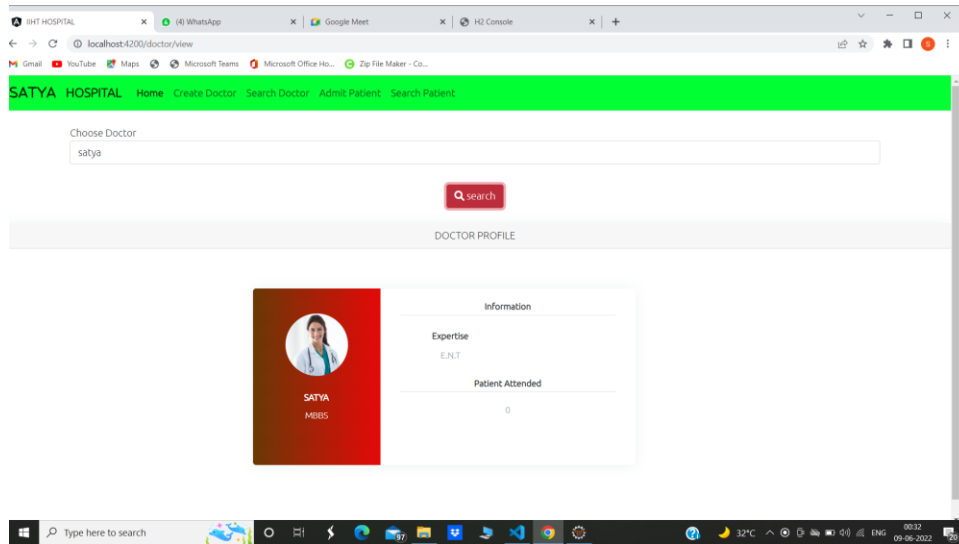 IIHT HOSPITAL
(4) WhatsApp
Google Meet
H2 Console
localhost:4200/doctor/view
S
Gmail YouTube Maps Microsoft Teams Microsoft Office Ho... Zip File Maker - Co...
SATYA HOSPITAL Home Create Doctor Search Doctor Admit Patient Search Patient
Choose Doctor
satya
search
DOCTOR PROFILE
Information
Expertise
E.N.T
Patient Attended
0
SATYA
MBBS
Type here to search
97
32°C
ENG
00:32
09-06-2022
20